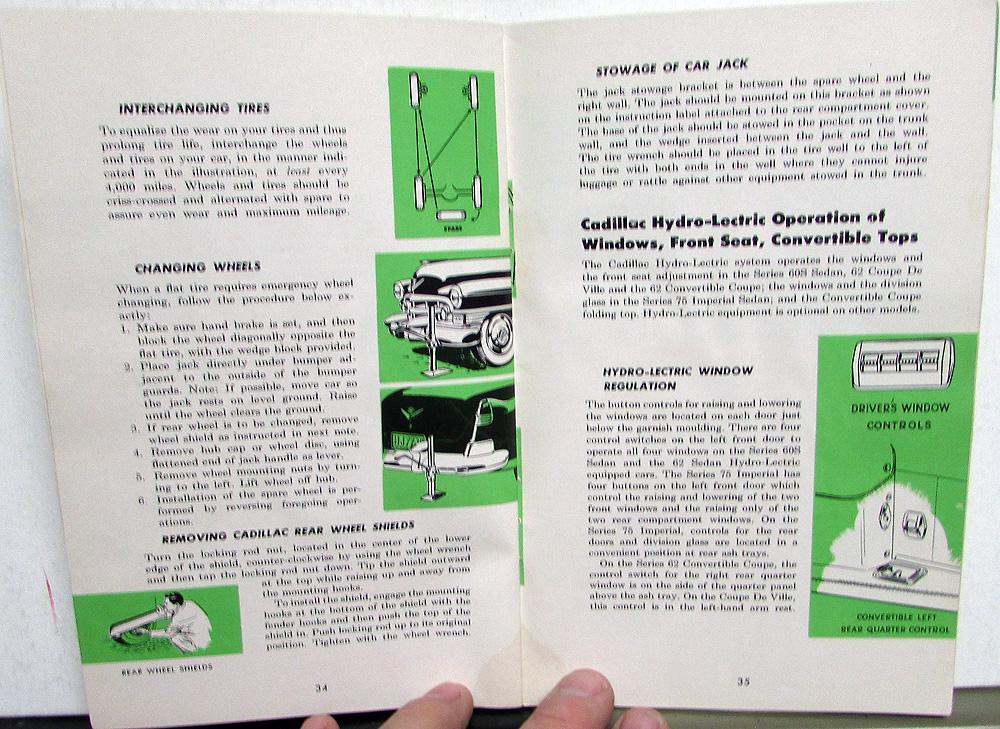 INTERCHANGING TIRES
To equalize the wear on your tires and thus
prolong tire life, interchange the wheels
and tires on your car, in the manner indi-
cated in the illustration, at least every
4,000 miles. Wheels and tires should be
criss-crossed and alternated with spare to
assure even wear and maximum mileage.
SPARE
CHANGING WHEELS
When a flat tire requires emergency wheel
changing, follow the procedure below ex-
actly:
1. Make sure hand brake is set, and then
block the wheel diagonally opposite the
flat tire, with the wedge block provided.
2. Place jack directly under bumper ad-
jacent to the outside of the bumper
guards. Note: If possible, move car so
the jack rests on level ground. Raise
until the wheel clears the ground.
3. If rear wheel is to be changed, remove
wheel shield as instructed in next note.
4. Remove hub cap or wheel disc, using
flattened end of jack handle as lever.
5. Remove wheel mounting nuts by turn-
ing to the left. Lift wheel off hub.
6. Installation of the spare wheel is per-
formed by reversing foregoing oper-
ations.
REMOVING CADILLAC REAR WHEEL SHIELDS
Turn the locking rod nut, located in the center of the lower
edge of the shield, counter-clockwise by using the wheel wrench
and then tap the locking rod nut down. Tip the shield outward
at the top while raising up and away from
the mounting hooks.
To install the shield, engage the mounting
hooks at the bottom of the shield with the
fender hooks and then push the top of the
shield in. Push locking rod up to its original
position. Tighten with the wheel wrench.
REAR WHEEL SHIELDS
34
STOWAGE OF CAR JACK
The jack stowage bracket is between the spare wheel and the
right wall. The jack should be mounted on this bracket as shown
on the instruction label attached to the rear compartment cover.
The base of the jack should be stowed in the pocket on the trunk
wall, and the wedge inserted between the jack and the wall.
The tire wrench should be placed in the tire well to the left of
the tire with both ends in the well where they cannot injure
luggage or rattle against other equipment stowed in the trunk.
Cadillac Hydro-Lectric Operation of
Windows, Front Seat, Convertible Tops
The Cadillac Hydro-Lectric system operates the windows and
the front seat adjustment in the Series 60S Sedan, 62 Coupe De
Ville and the 62 Convertible Coupe; the windows and the division
glass in the Series 75 Imperial Sedan; and the Convertible Coupe
folding top. Hydro-Lectric equipment is optional on other models.
HYDRO-LECTRIC WINDOW
REGULATION
The button controls for raising and lowering
the windows are located on each door just
below the garnish moulding. There are four
control switches on the left front door to
operate all four windows on the Series 60S
Sedan and the 62 Sedan Hydro-Lectric
equipped cars. The Series 75 Imperial has
four buttons on the left front door which
control the raising and lowering of the two
front windows and the raising only of the
two rear compartment windows. On the
Series 75 Imperial, controls for the rear
doors and division glass are located in a
convenient position at rear ash trays.
On the Series 62 Convertible Coupe, the
control switch for the right rear quarter
window is on the side of the quarter panel
above the ash tray. On the Coupe De Ville,
this control is in the left-hand arm rest.
DRIVER'S WINDOW
CONTROLS
CONVERTIBLE LEFT
REAR QUARTER CONTROL
35